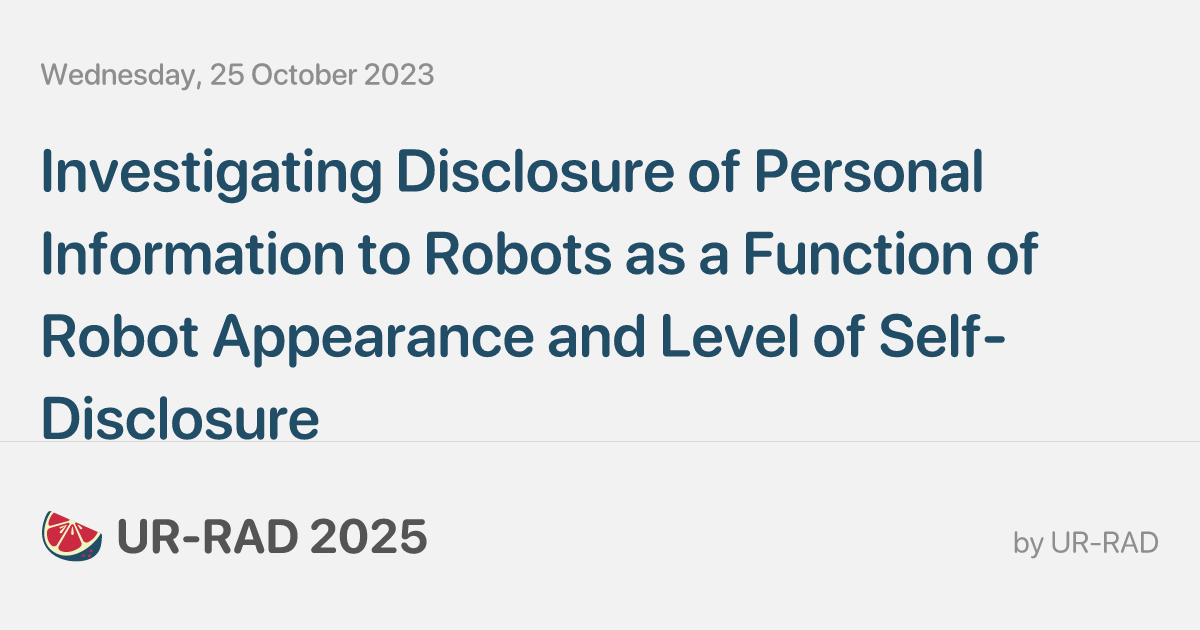 Wednesday, 25 October 2023
Investigating Disclosure of Personal
Information to Robots as a Function of
Robot Appearance and Level of Self-
Disclosure
UR-RAD 2025
by UR-RAD